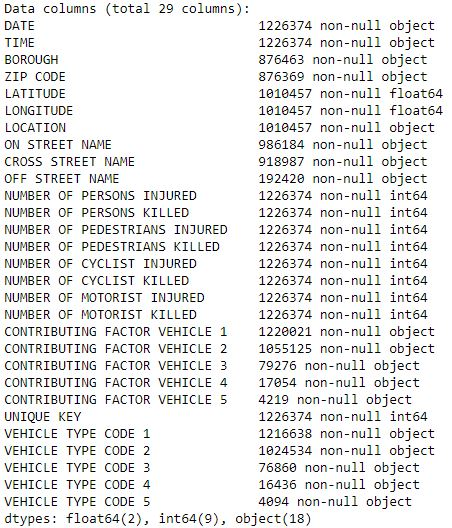 Data columns (total 29 columns):
DATE 1226374 non-null object
TIME 1226374 non-null object
BOROUGH 876463 non-null object
ZIP CODE 876369 non-null object
LATITUDE 1010457 non-null float64
LONGITUDE 1010457 non-null float64
LOCATION 1010457 non-null object
ON STREET NAME 986184 non-null object
CROSS STREET NAME 918987 non-null object
OFF STREET NAME 192420 non-null object
NUMBER OF PERSONS INJURED 1226374 non-null int64
NUMBER OF PERSONS KILLED 1226374 non-null int64
NUMBER OF PEDESTRIANS INJURED 1226374 non-null int64
NUMBER OF PEDESTRIANS KILLED 1226374 non-null int64
NUMBER OF CYCLIST INJURED 1226374 non-null int64
NUMBER OF CYCLIST KILLED 1226374 non-null int64
NUMBER OF MOTORIST INJURED 1226374 non-null int64
NUMBER OF MOTORIST KILLED 1226374 non-null int64
CONTRIBUTING FACTOR VEHICLE 1 1220021 non-null object
CONTRIBUTING FACTOR VEHICLE 2 1055125 non-null object
CONTRIBUTING FACTOR VEHICLE 3 79276 non-null object
CONTRIBUTING FACTOR VEHICLE 4 17054 non-null object
CONTRIBUTING FACTOR VEHICLE 5 4219 non-null object
UNIQUE KEY 1226374 non-null int64
VEHICLE TYPE CODE 1 1216638 non-null object
VEHICLE TYPE CODE 2 1024534 non-null object
VEHICLE TYPE CODE 3 76860 non-null object
VEHICLE TYPE CODE 4 16436 non-null object
VEHICLE TYPE CODE 5 4094 non-null object
dtypes: float64(2), int64(9), object(18)